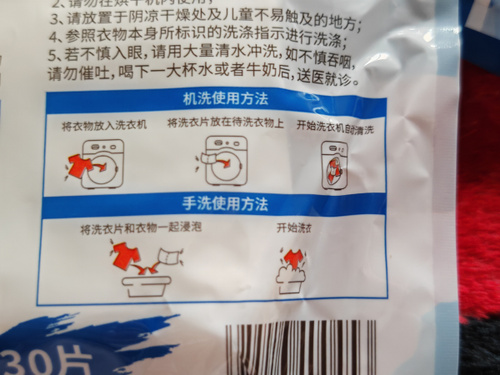 2、请勿在烘干机内使用;
3、请放置于阴凉干燥处及儿童不易触及的地方;
4、参照衣物本身所标识的洗涤指示进行洗涤;
5、若不慎入眼,请用大量清水冲洗,如不慎吞咽,
请勿催吐,喝下一大杯水或者牛奶后,送医就诊。
机洗使用方法
将衣物放入洗衣机 将洗衣片放在待洗衣物上 开始洗衣机自动清洗
手洗使用方法
将洗衣片和衣物一起浸泡 开始洗衣
30片